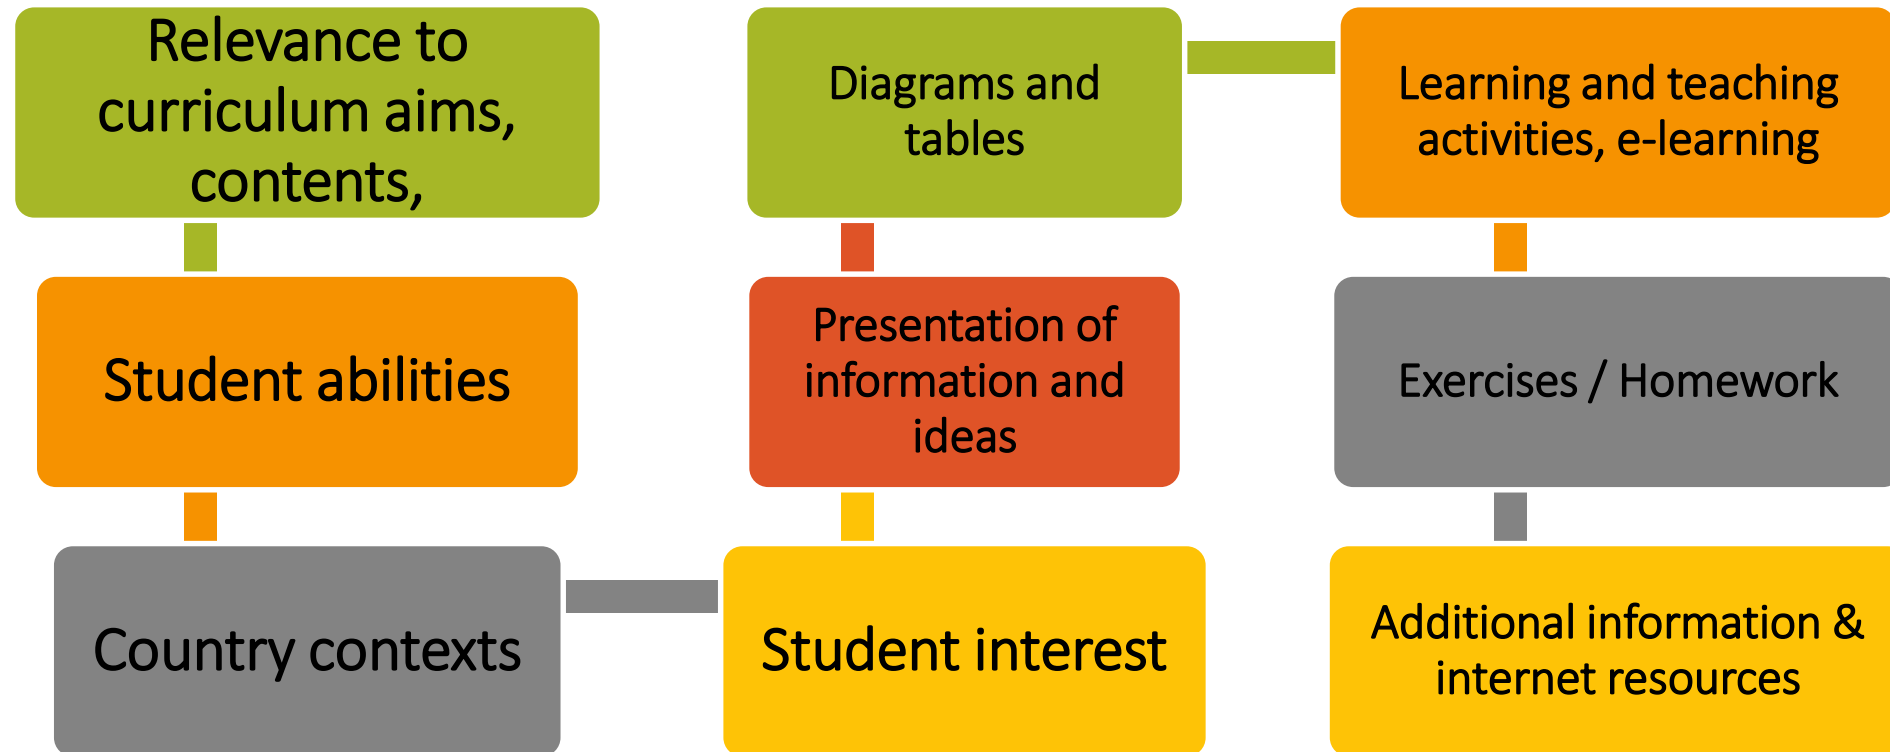 Relevance to
curriculum aims,
contents,
Student abilities
Country contexts
Student interest
Presentation of
information and
ideas
Diagrams and
tables
Learning and teaching
activities, e-learning
Exercises / Homework
Additional information &
internet resources